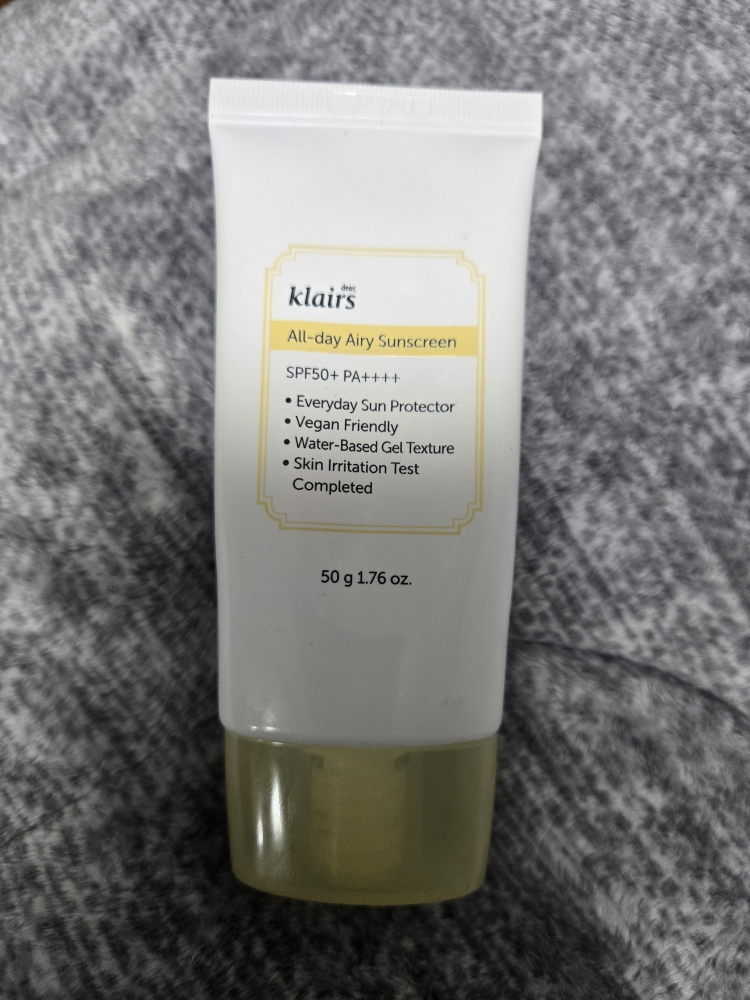 dear,
klairs
All-day Airy Sunscreen
SPF50+ PA++++
• Everyday Sun Protector
• Vegan Friendly
• Water-Based Gel Texture
• Skin Irritation Test
Completed
50 g 1.76 oz.